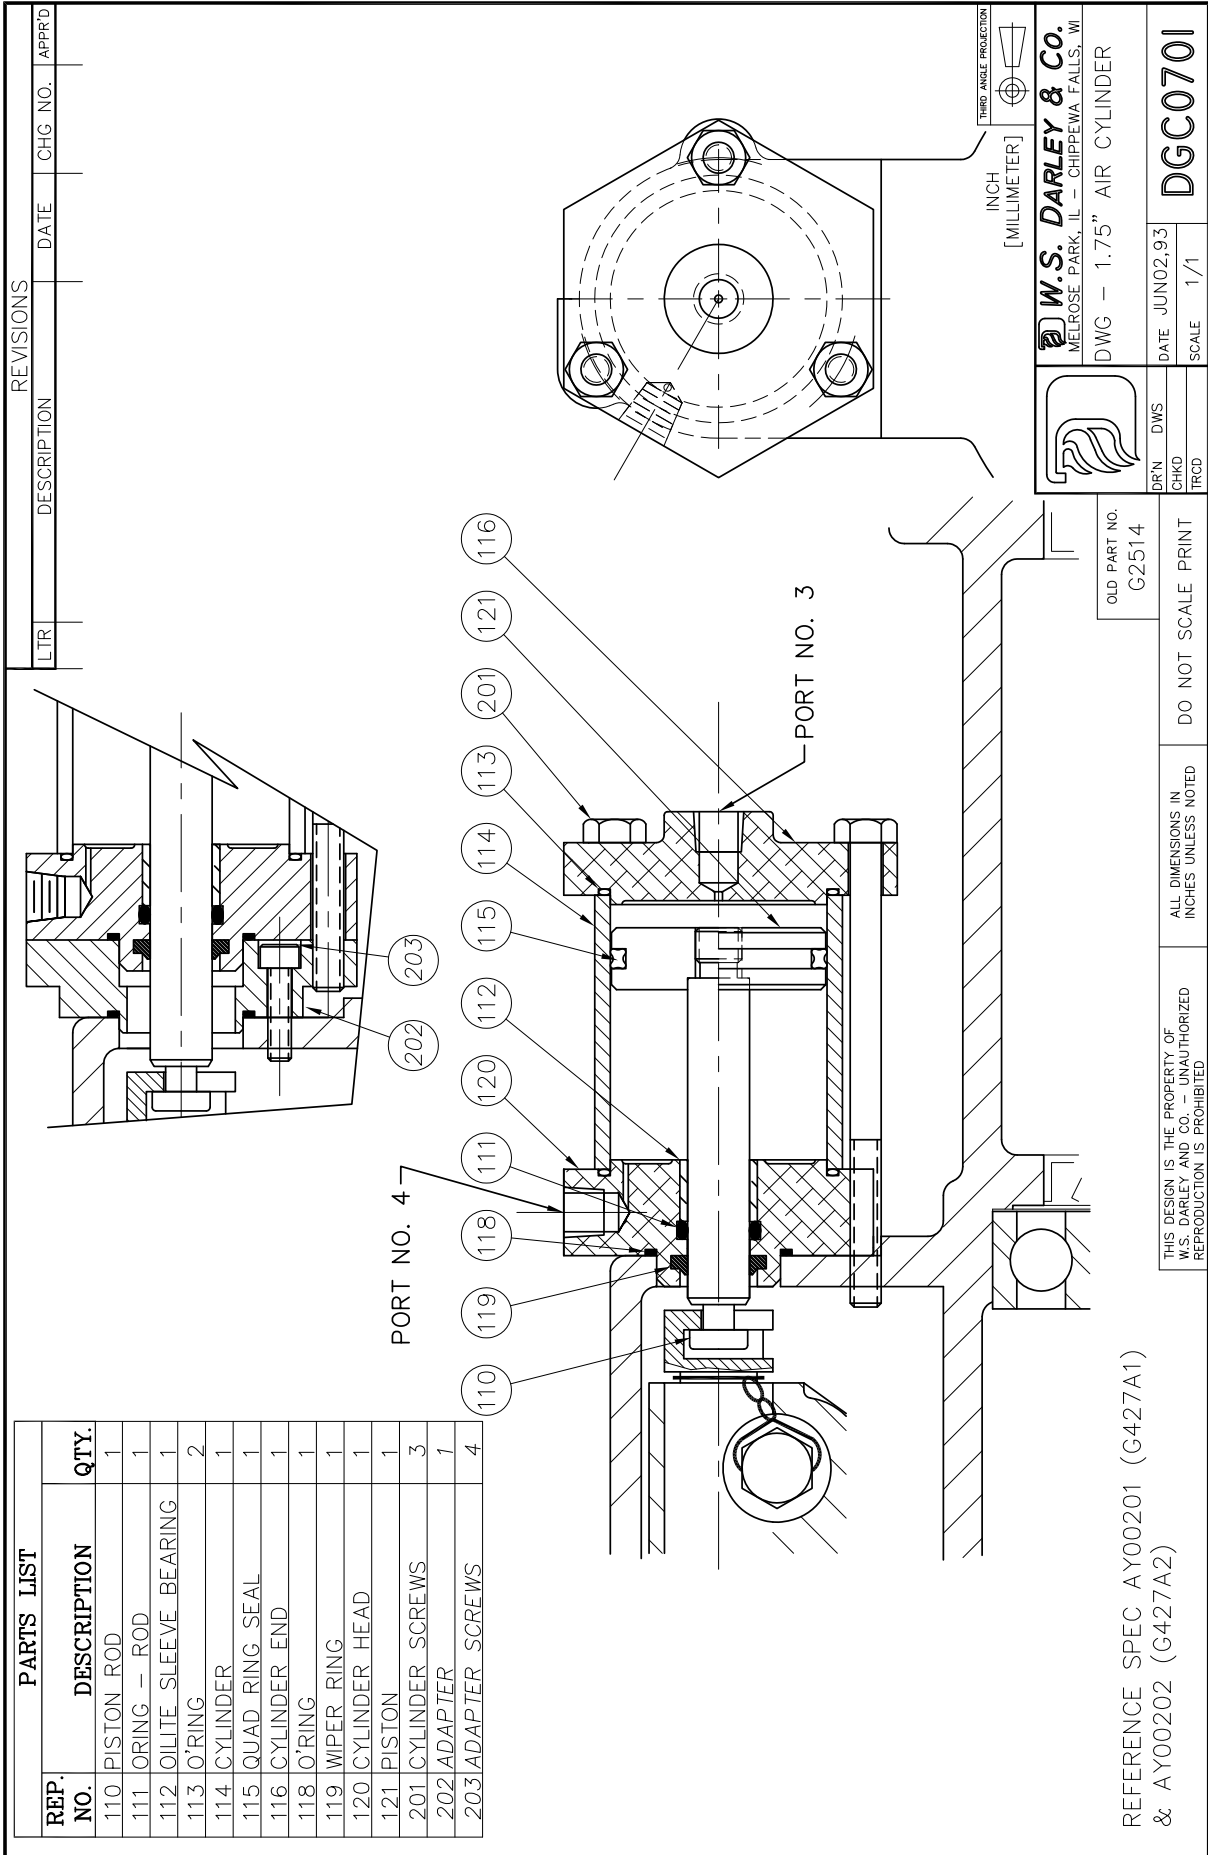 REVISIONS
LTR DESCRIPTION DATE CHG NO. APPR'D
PARTS LIST
REP. NO. DESCRIPTION QTY.
110 PISTON ROD 1
111 ORING – ROD 1
112 OILITE SLEEVE BEARING 1
113 O'RING 2
114 CYLINDER 1
115 QUAD RING SEAL 1
116 CYLINDER END 1
118 O'RING 1
119 WIPER RING 1
120 CYLINDER HEAD 1
121 PISTON 1
201 CYLINDER SCREWS 3
202 ADAPTER 1
203 ADAPTER SCREWS 4
202
203
PORT NO. 4
110
119
118
111
120
112
115
114
113
201
121
116
PORT NO. 3
REFERENCE SPEC AY00201 (G427A1)
& AY00202 (G427A2)
THIS DESIGN IS THE PROPERTY OF
W.S. DARLEY AND CO. – UNAUTHORIZED
REPRODUCTION IS PROHIBITED
ALL DIMENSIONS IN
INCHES UNLESS NOTED
DO NOT SCALE PRINT
OLD PART NO.
G2514
INCH
[MILLIMETER]
THIRD ANGLE PROJECTION
W.S. DARLEY & CO.
MELROSE PARK, IL – CHIPPEWA FALLS, WI
DWG – 1.75" AIR CYLINDER
DR'N DWS
CHKD
TRCD
DATE JUN02,93
SCALE 1/1
DGC0701